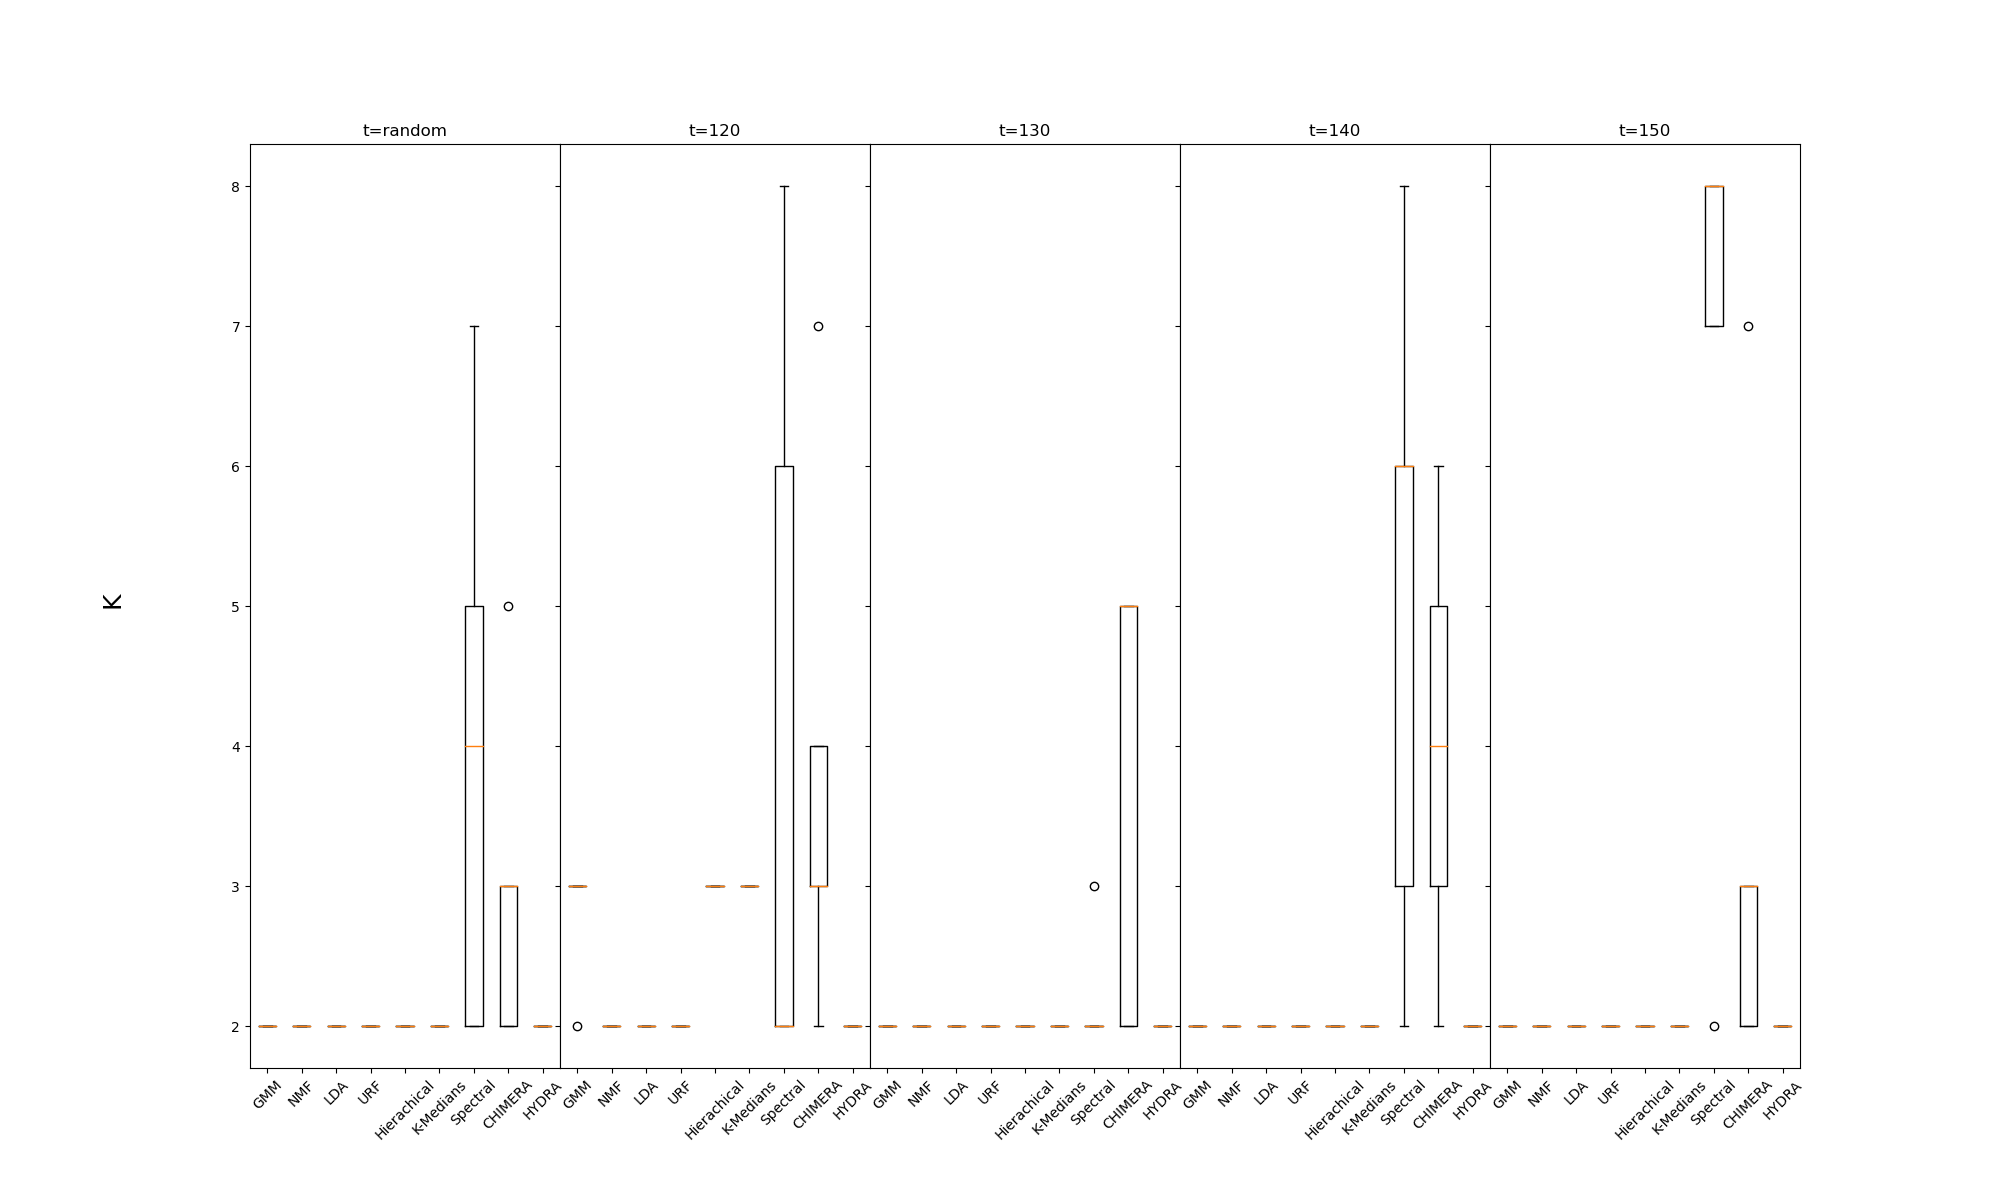 t=random t=120 t=130 t=140 t=150
8
7
6
5
4
3
2
K
GMM NMF LDA URF Hierachical K-Medians Spectral CHIMERA HYDRA GMM NMF LDA URF Hierachical K-Medians Spectral CHIMERA HYDRA GMM NMF LDA URF Hierachical K-Medians Spectral CHIMERA HYDRA GMM NMF LDA URF Hierachical K-Medians Spectral CHIMERA HYDRA GMM NMF LDA URF Hierachical K-Medians Spectral CHIMERA HYDRA